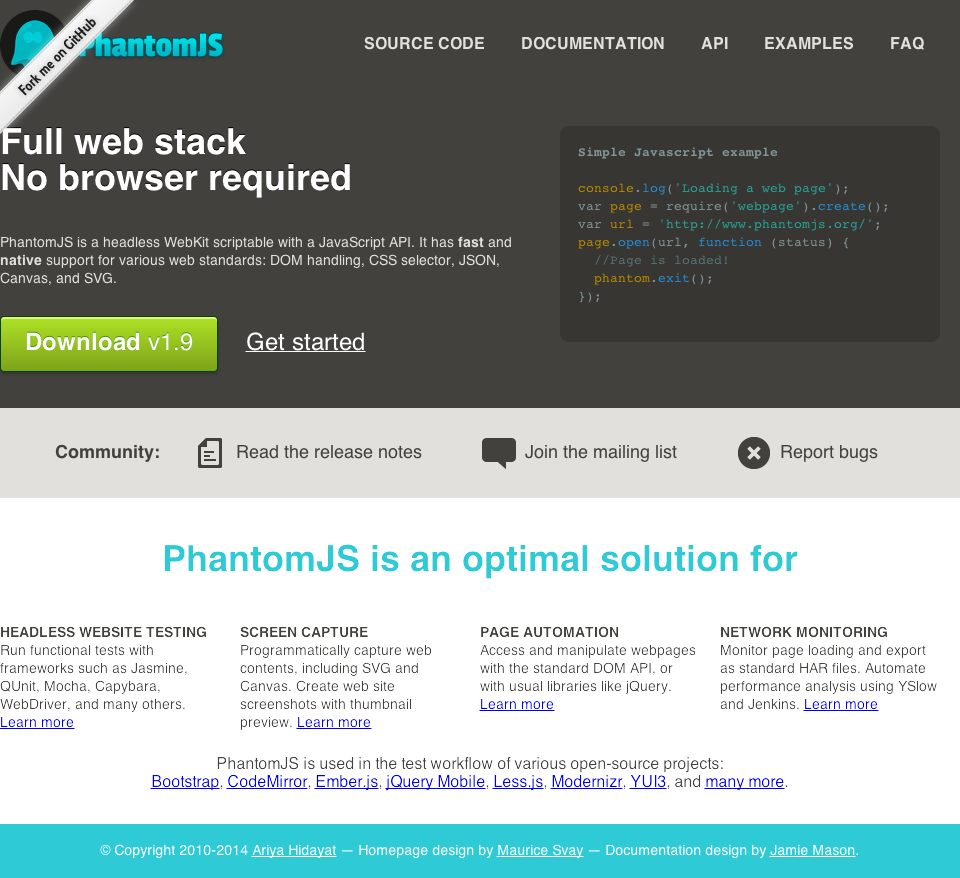 Fork me on GitHub
PhantomJS
SOURCE CODE DOCUMENTATION API EXAMPLES FAQ
Full web stack
No browser required
PhantomJS is a headless WebKit scriptable with a JavaScript API. It has fast and
native support for various web standards: DOM handling, CSS selector, JSON,
Canvas, and SVG.
Download v1.9 Get started
Simple Javascript example
console.log('Loading a web page');
var page = require('webpage').create();
var url = 'http://www.phantomjs.org/';
page.open(url, function (status) {
  //Page is loaded!
  phantom.exit();
});
Community: Read the release notes Join the mailing list Report bugs
PhantomJS is an optimal solution for
HEADLESS WEBSITE TESTING
Run functional tests with
frameworks such as Jasmine,
QUnit, Mocha, Capybara,
WebDriver, and many others.
Learn more
SCREEN CAPTURE
Programmatically capture web
contents, including SVG and
Canvas. Create web site
screenshots with thumbnail
preview. Learn more
PAGE AUTOMATION
Access and manipulate webpages
with the standard DOM API, or
with usual libraries like jQuery.
Learn more
NETWORK MONITORING
Monitor page loading and export
as standard HAR files. Automate
performance analysis using YSlow
and Jenkins. Learn more
PhantomJS is used in the test workflow of various open-source projects:
Bootstrap, CodeMirror, Ember.js, jQuery Mobile, Less.js, Modernizr, YUI3, and many more.
© Copyright 2010-2014 Ariya Hidayat — Homepage design by Maurice Svay — Documentation design by Jamie Mason.